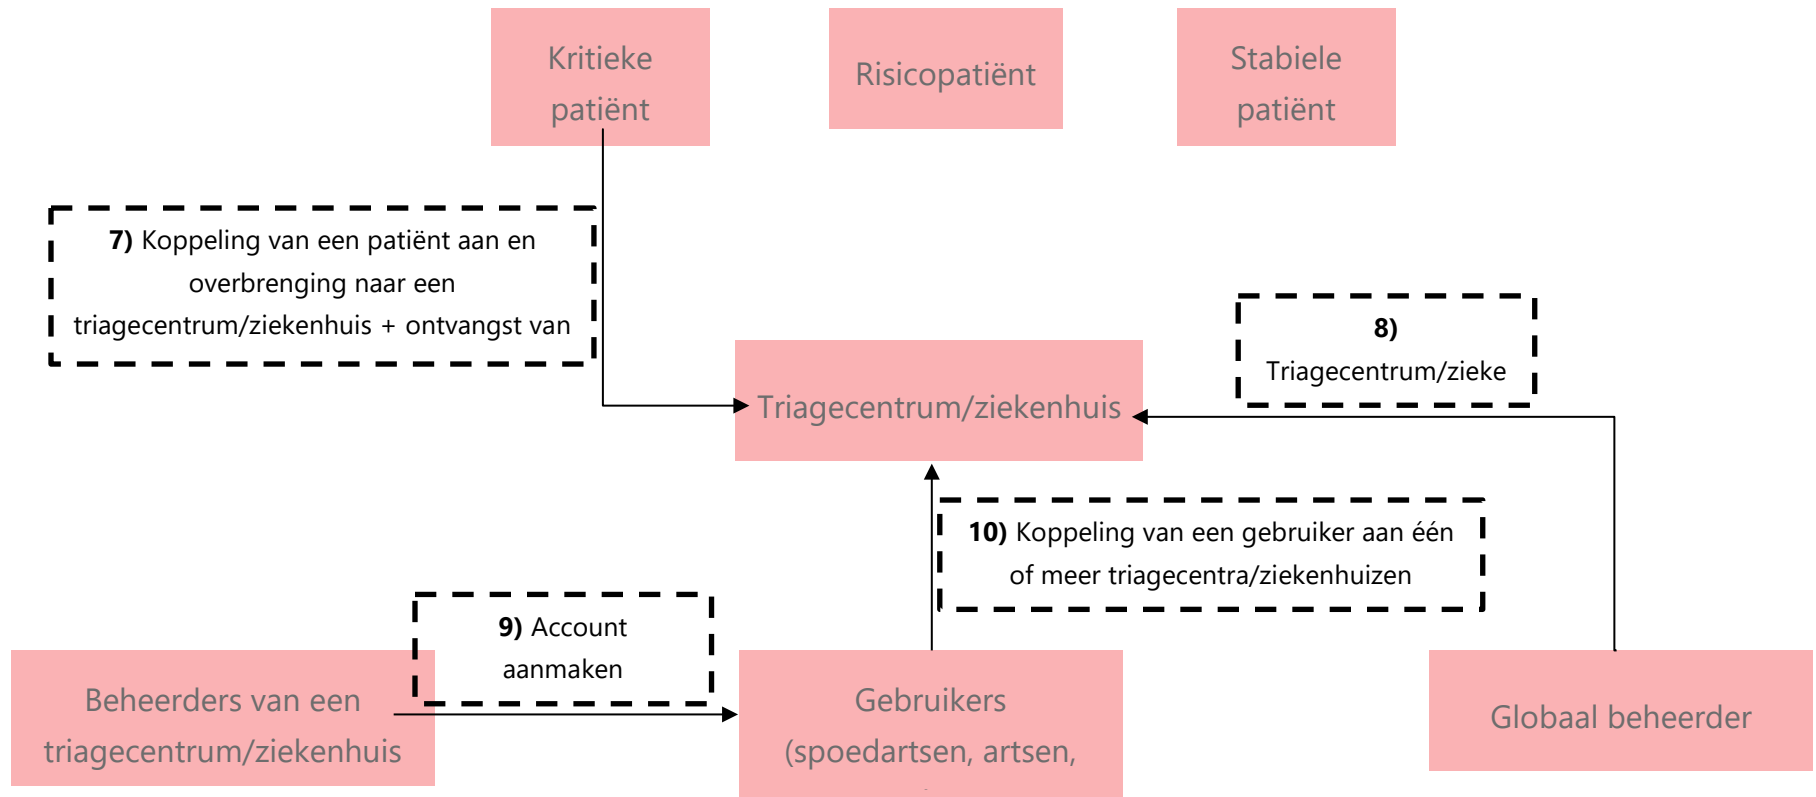 Kritieke
patiënt
Risicopatiënt
Stabiele
patiënt
7) Koppeling van een patiënt aan en
overbrenging naar een
triagecentrum/ziekenhuis + ontvangst van
8)
Triagecentrum/zieke
Triagecentrum/ziekenhuis
10) Koppeling van een gebruiker aan één
of meer triagecentra/ziekenhuizen
9) Account
aanmaken
Beheerders van een
triagecentrum/ziekenhuis
Gebruikers
(spoedartsen, artsen,
Globaal beheerder